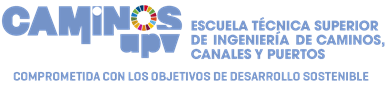 CAMINOS
upv
ESCUELA TÉCNICA SUPERIOR
DE INGENIERÍA DE CAMINOS,
CANALES Y PUERTOS
COMPROMETIDA CON LOS OBJETIVOS DE DESARROLLO SOSTENIBLE